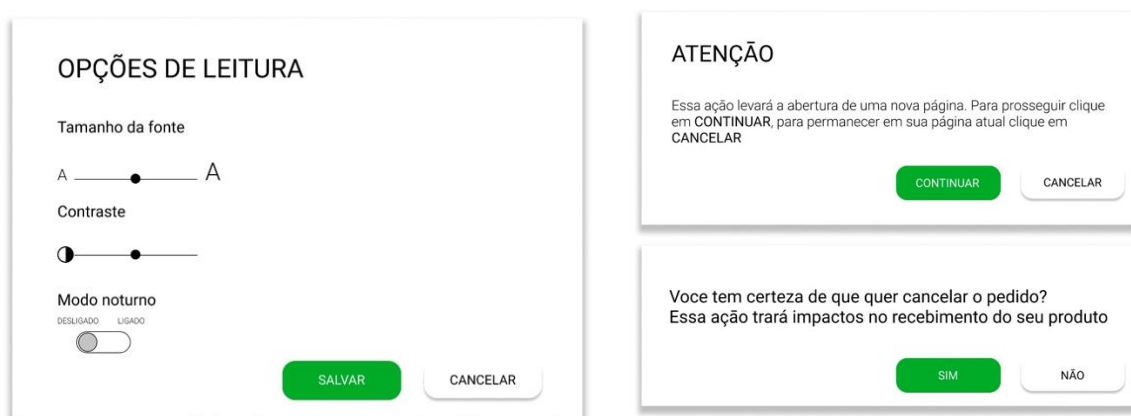 OPÇÕES DE LEITURA
Tamanho da fonte
A A
Contraste
Modo noturno
DESLIGADO LIGADO
SALVAR CANCELAR
ATENÇÃO
Essa ação levará a abertura de uma nova página. Para prosseguir clique
em CONTINUAR, para permanecer em sua página atual clique em
CANCELAR
CONTINUAR CANCELAR
Voce tem certeza de que quer cancelar o pedido?
Essa ação trará impactos no recebimento do seu produto
SIM NÃO